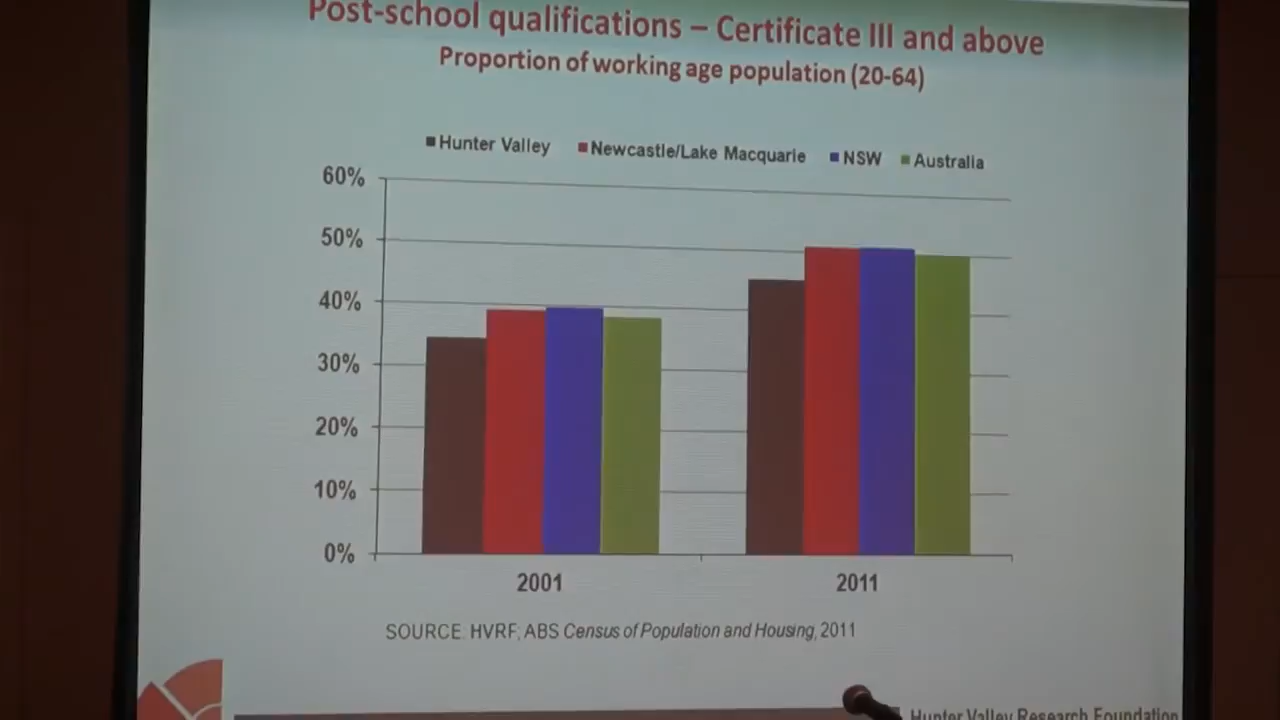 Post-school qualifications – Certificate III and above
Proportion of working age population (20-64)
Hunter Valley Newcastle/Lake Macquarie NSW Australia
60%
50%
40%
30%
20%
10%
0%
2001 2011
SOURCE: HVRF; ABS Census of Population and Housing, 2011
Hunter Valley Research Foundation